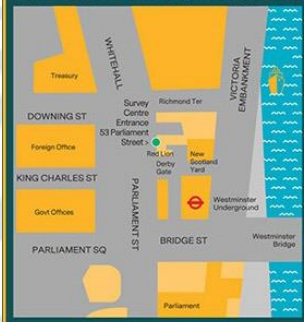 WHITEHALL
VICTORIA
EMBANKMENT
Treasury
Survey
Centre
Entrance
53 Parliament
Street >
Richmond Ter
DOWNING ST
Foreign Office
Red Lion
Derby
Gate
New
Scotland
Yard
KING CHARLES ST
Govt Offices
PARLIAMENT ST
Westminster
Underground
PARLIAMENT SQ
BRIDGE ST
Westminster
Bridge
Parliament